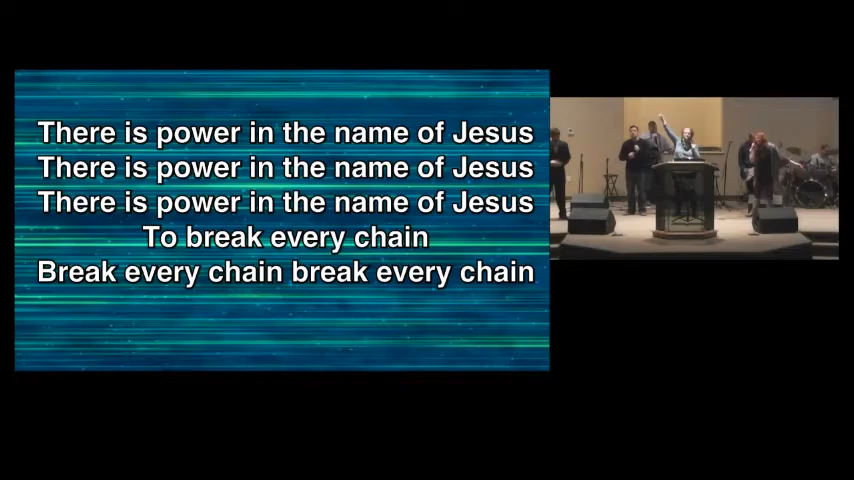 There is power in the name of Jesus
There is power in the name of Jesus
There is power in the name of Jesus
To break every chain
Break every chain break every chain